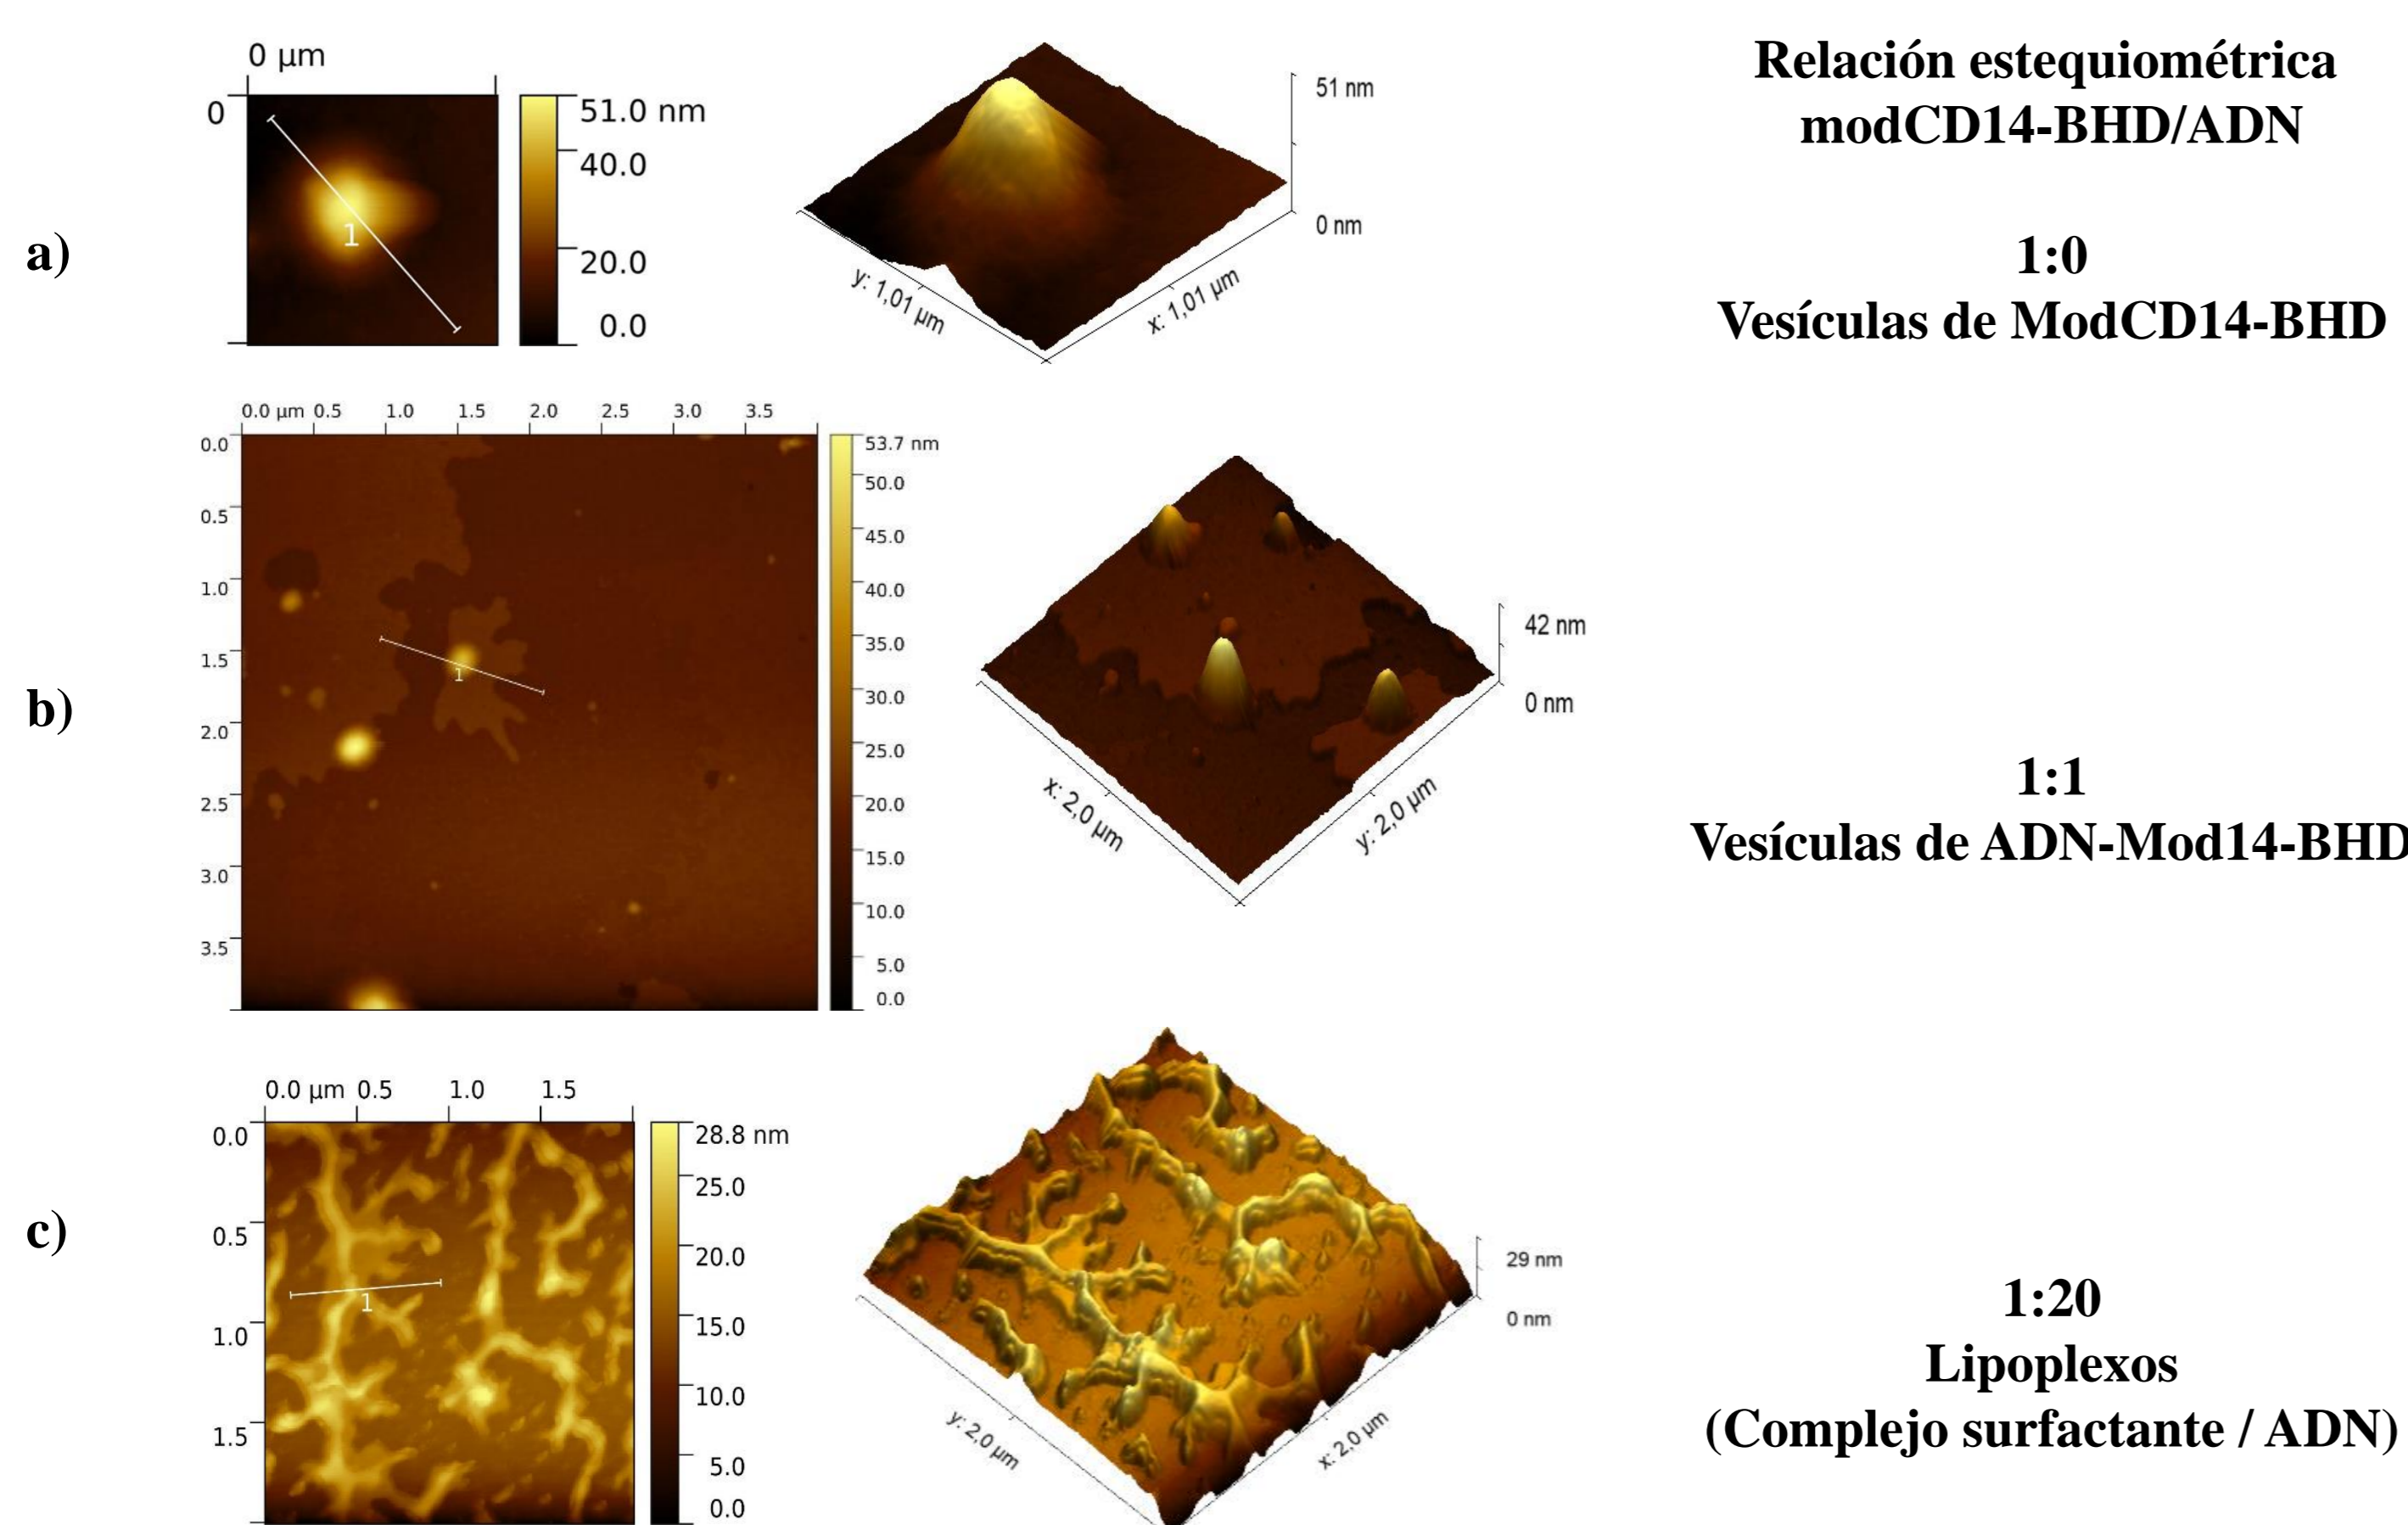 Relación estequiométrica
modCD14-BHD/ADN
a)
0 µm
0
1
51.0 nm
40.0
20.0
0.0
51 nm
0 nm
y: 1,01 µm
x: 1,01 µm
1:0
Vesículas de ModCD14-BHD
b)
0.0 µm 0.5 1.0 1.5 2.0 2.5 3.0 3.5
0.0
0.5
1.0
1.5
2.0
2.5
3.0
3.5
1
53.7 nm
50.0
45.0
40.0
35.0
30.0
25.0
20.0
15.0
10.0
5.0
0.0
42 nm
0 nm
x: 2,0 µm
y: 2,0 µm
1:1
Vesículas de ADN-Mod14-BHD
c)
0.0 µm 0.5 1.0 1.5
0.0
0.5
1.0
1.5
1
28.8 nm
25.0
20.0
15.0
10.0
5.0
0.0
29 nm
0 nm
y: 2,0 µm
x: 2,0 µm
1:20
Lipoplexos
(Complejo surfactante / ADN)